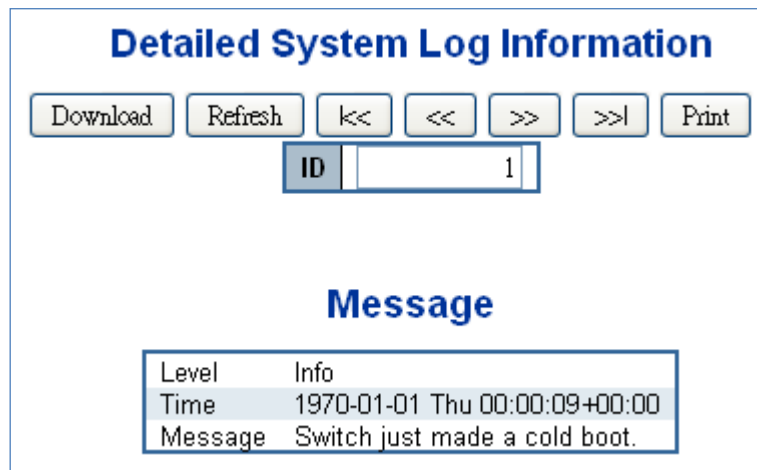 Detailed System Log Information
Download Refresh |<< << >> >>| Print
ID 1
Message
Level Info
Time 1970-01-01 Thu 00:00:09+00:00
Message Switch just made a cold boot.